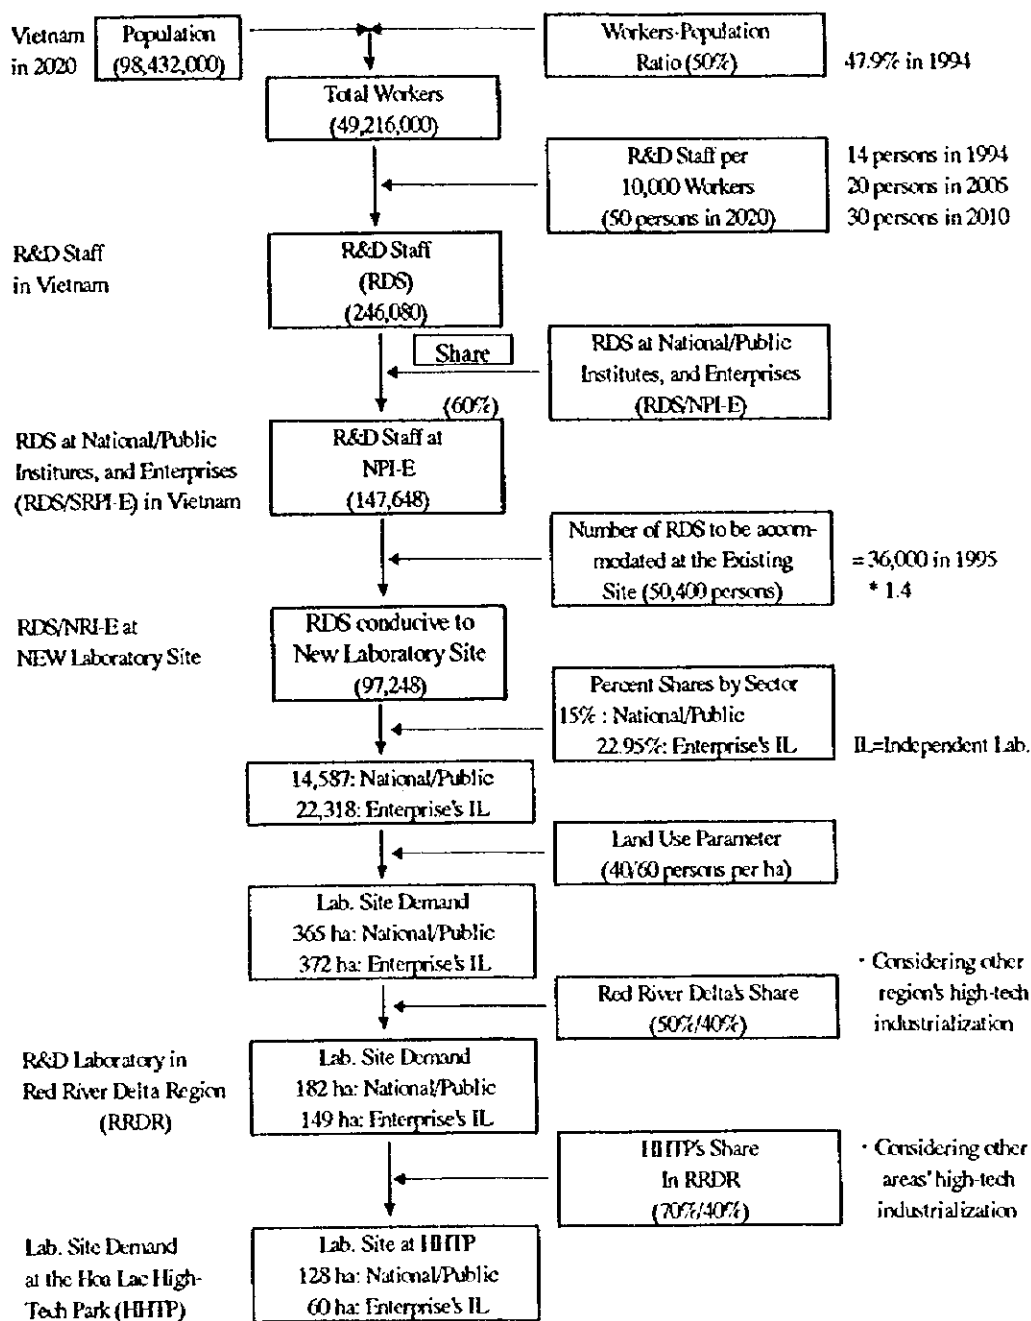 Vietnam
in 2020
Population
(98,432,000)
Workers-Population
Ratio (50%)
47.9% in 1994
Total Workers
(49,216,000)
R&D Staff per
10,000 Workers
(50 persons in 2020)
14 persons in 1994
20 persons in 2005
30 persons in 2010
R&D Staff
in Vietnam
R&D Staff
(RDS)
(246,080)
Share
(60%)
RDS at National/Public
Institutes, and Enterprises
(RDS/NPI-E)
RDS at National/Public
Institures, and Enterprises
(RDS/SRPI-E) in Vietnam
R&D Staff at
NPI-E
(147,648)
Number of RDS to be accom-
modated at the Existing
Site (50,400 persons)
= 36,000 in 1995
* 1.4
RDS/NRI-E at
NEW Laboratory Site
RDS conducive to
New Laboratory Site
(97,248)
Percent Shares by Sector
15% : National/Public
22.95%: Enterprise's IL
IL=Independent Lab.
14,587: National/Public
22,318: Enterprise's IL
Land Use Parameter
(40/60 persons per ha)
Lab. Site Demand
365 ha: National/Public
372 ha: Enterprise's IL
Red River Delta's Share
(50%/40%)
· Considering other
region's high-tech
industrialization
R&D Laboratory in
Red River Delta Region
(RRDR)
Lab. Site Demand
182 ha: National/Public
149 ha: Enterprise's IL
HHTP's Share
In RRDR
(70%/40%)
· Considering other
areas' high-tech
industrialization
Lab. Site Demand
at the Hoa Lac High-
Tech Park (HHTP)
Lab. Site at HHTP
128 ha: National/Public
60 ha: Enterprise's IL